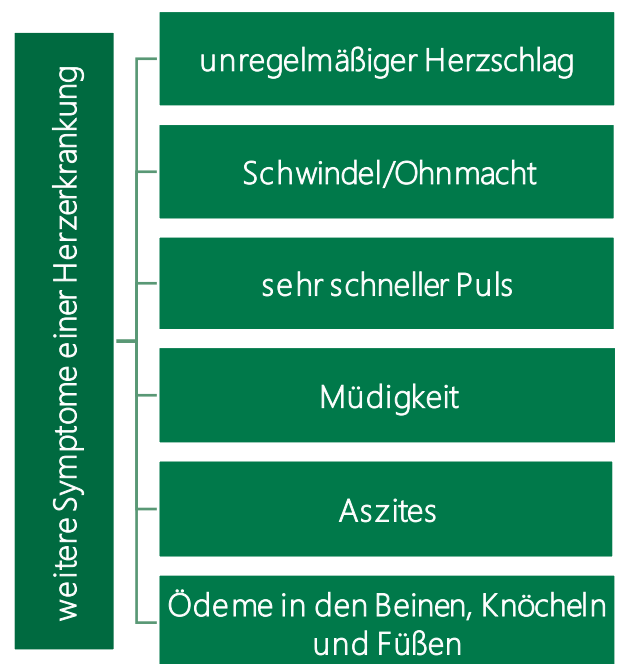 weitere Symptome einer Herzerkrankung
unregelmäßiger Herzschlag
Schwindel/Ohnmacht
sehr schneller Puls
Müdigkeit
Aszites
Ödeme in den Beinen, Knöcheln
und Füßen